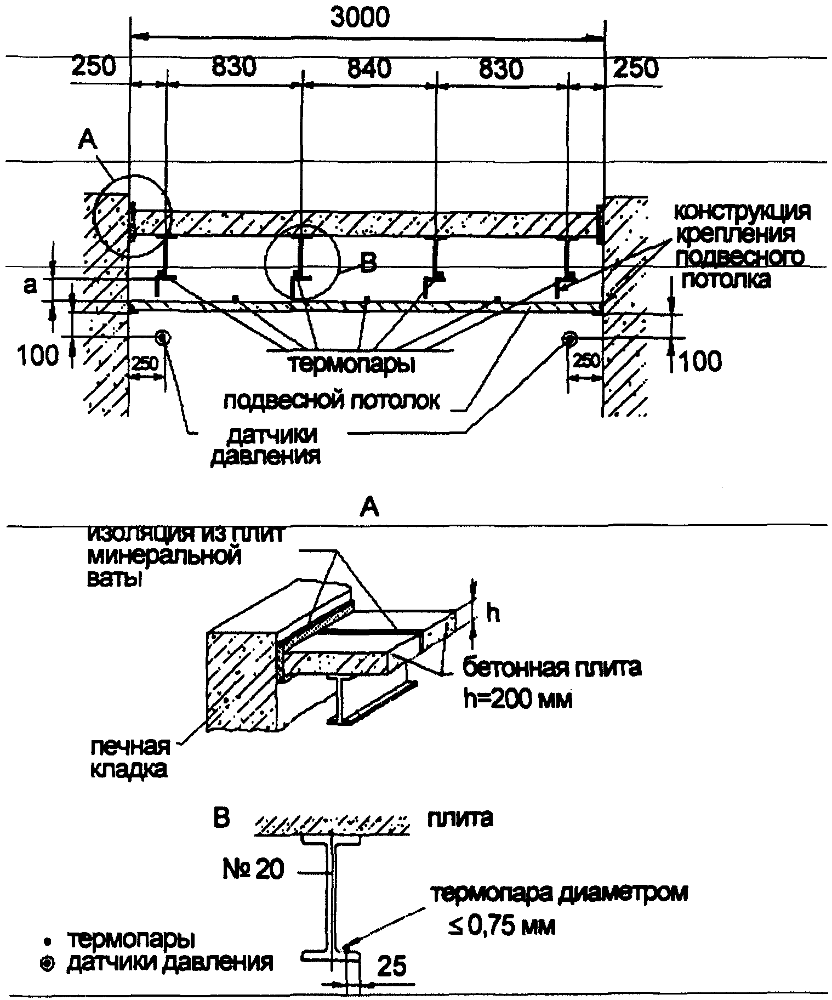 3000
250 830 840 830 250
А
конструкция
крепления
подвесного
потолка
В
а
100
250
термопары
250
100
подвесной потолок
датчики
давления
А
изоляция из плит
минеральной
ваты
h
бетонная плита
h=200 мм
печная
кладка
В
плита
№ 20
термопара диаметром
≤ 0,75 мм
термопары
датчики давления
25